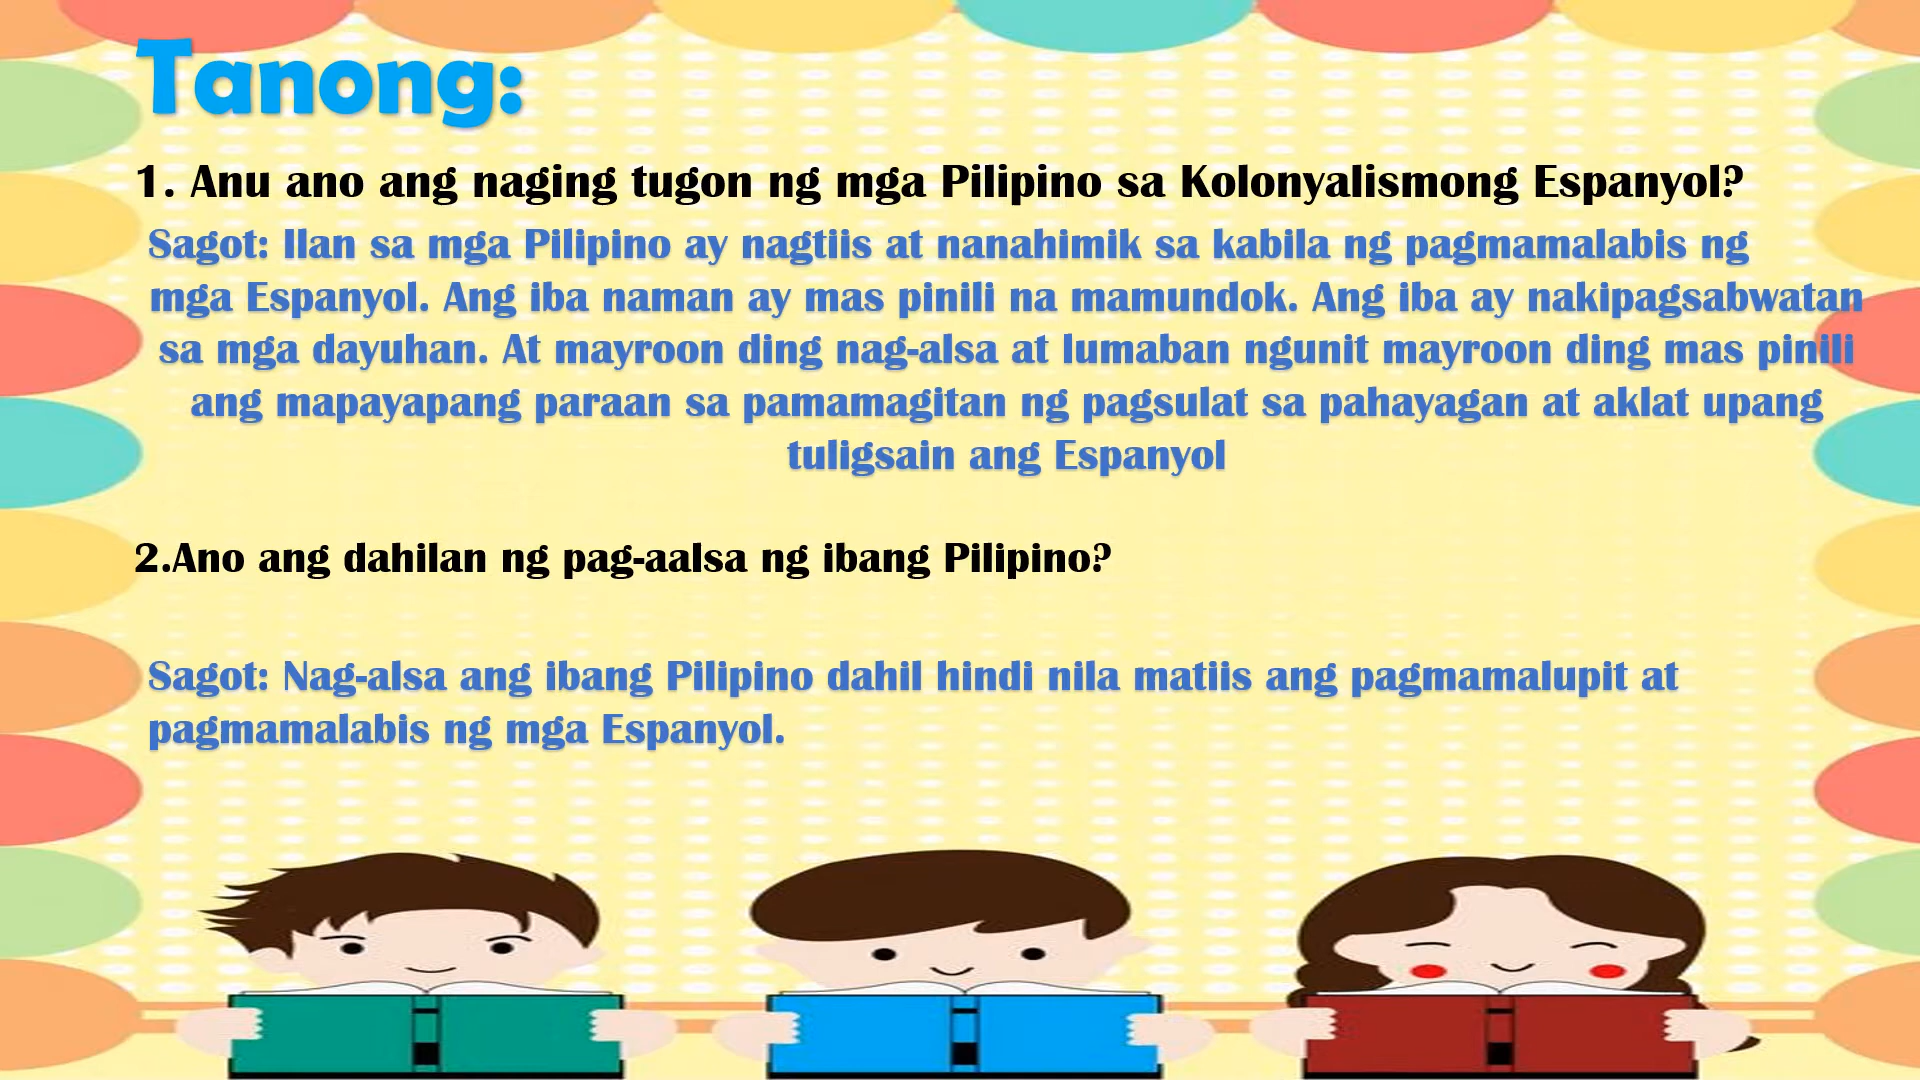 Tanong:
1. Anu ano ang naging tugon ng mga Pilipino sa Kolonyalismong Espanyol?
Sagot: Ilan sa mga Pilipino ay nagtiis at nanahimik sa kabila ng pagmamalabis ng
mga Espanyol. Ang iba naman ay mas pinili na mamundok. Ang iba ay nakipagsabwatan
sa mga dayuhan. At mayroon ding nag-alsa at lumaban ngunit mayroon ding mas pinili
ang mapayapang paraan sa pamamagitan ng pagsulat sa pahayagan at aklat upang
tuligsain ang Espanyol
2.Ano ang dahilan ng pag-aalsa ng ibang Pilipino?
Sagot: Nag-alsa ang ibang Pilipino dahil hindi nila matiis ang pagmamalupit at
pagmamalabis ng mga Espanyol.